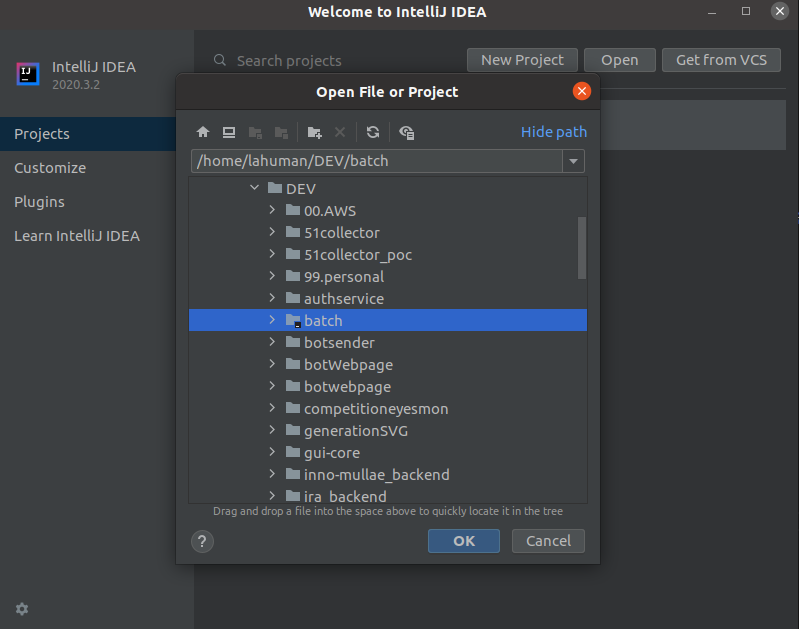 Welcome to IntelliJ IDEA
IntelliJ IDEA
2020.3.2
Search projects
New Project
Open
Get from VCS
Projects
Customize
Plugins
Learn IntelliJ IDEA
Open File or Project
Hide path
/home/lahuman/DEV/batch
DEV
00.AWS
51collector
51collector_poc
99.personal
authservice
batch
botsender
botWebpage
botwebpage
competitioneyesmon
generationSVG
gui-core
inno-mullae_backend
ira_backend
Drag and drop a file into the space above to quickly locate it in the tree
?
OK
Cancel